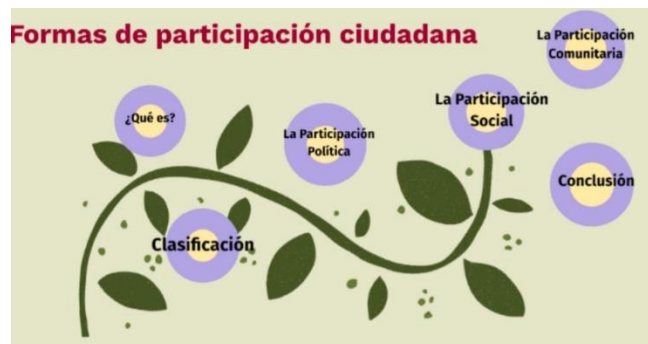 Formas de participación ciudadana
¿Qué es?
Clasificación
La Participación
Política
La Participación
Social
La Participación
Comunitaria
Conclusión